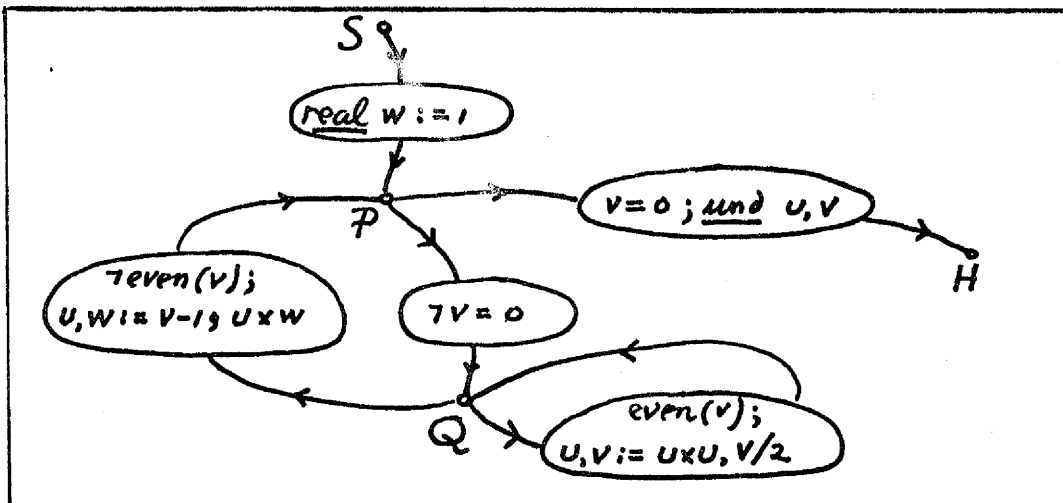 S
real w := 1
P
v = 0 ; und u, v
H
¬even(v);
u, w := v-1, u×w
¬v = 0
Q
even(v);
u, v := u×u, v/2